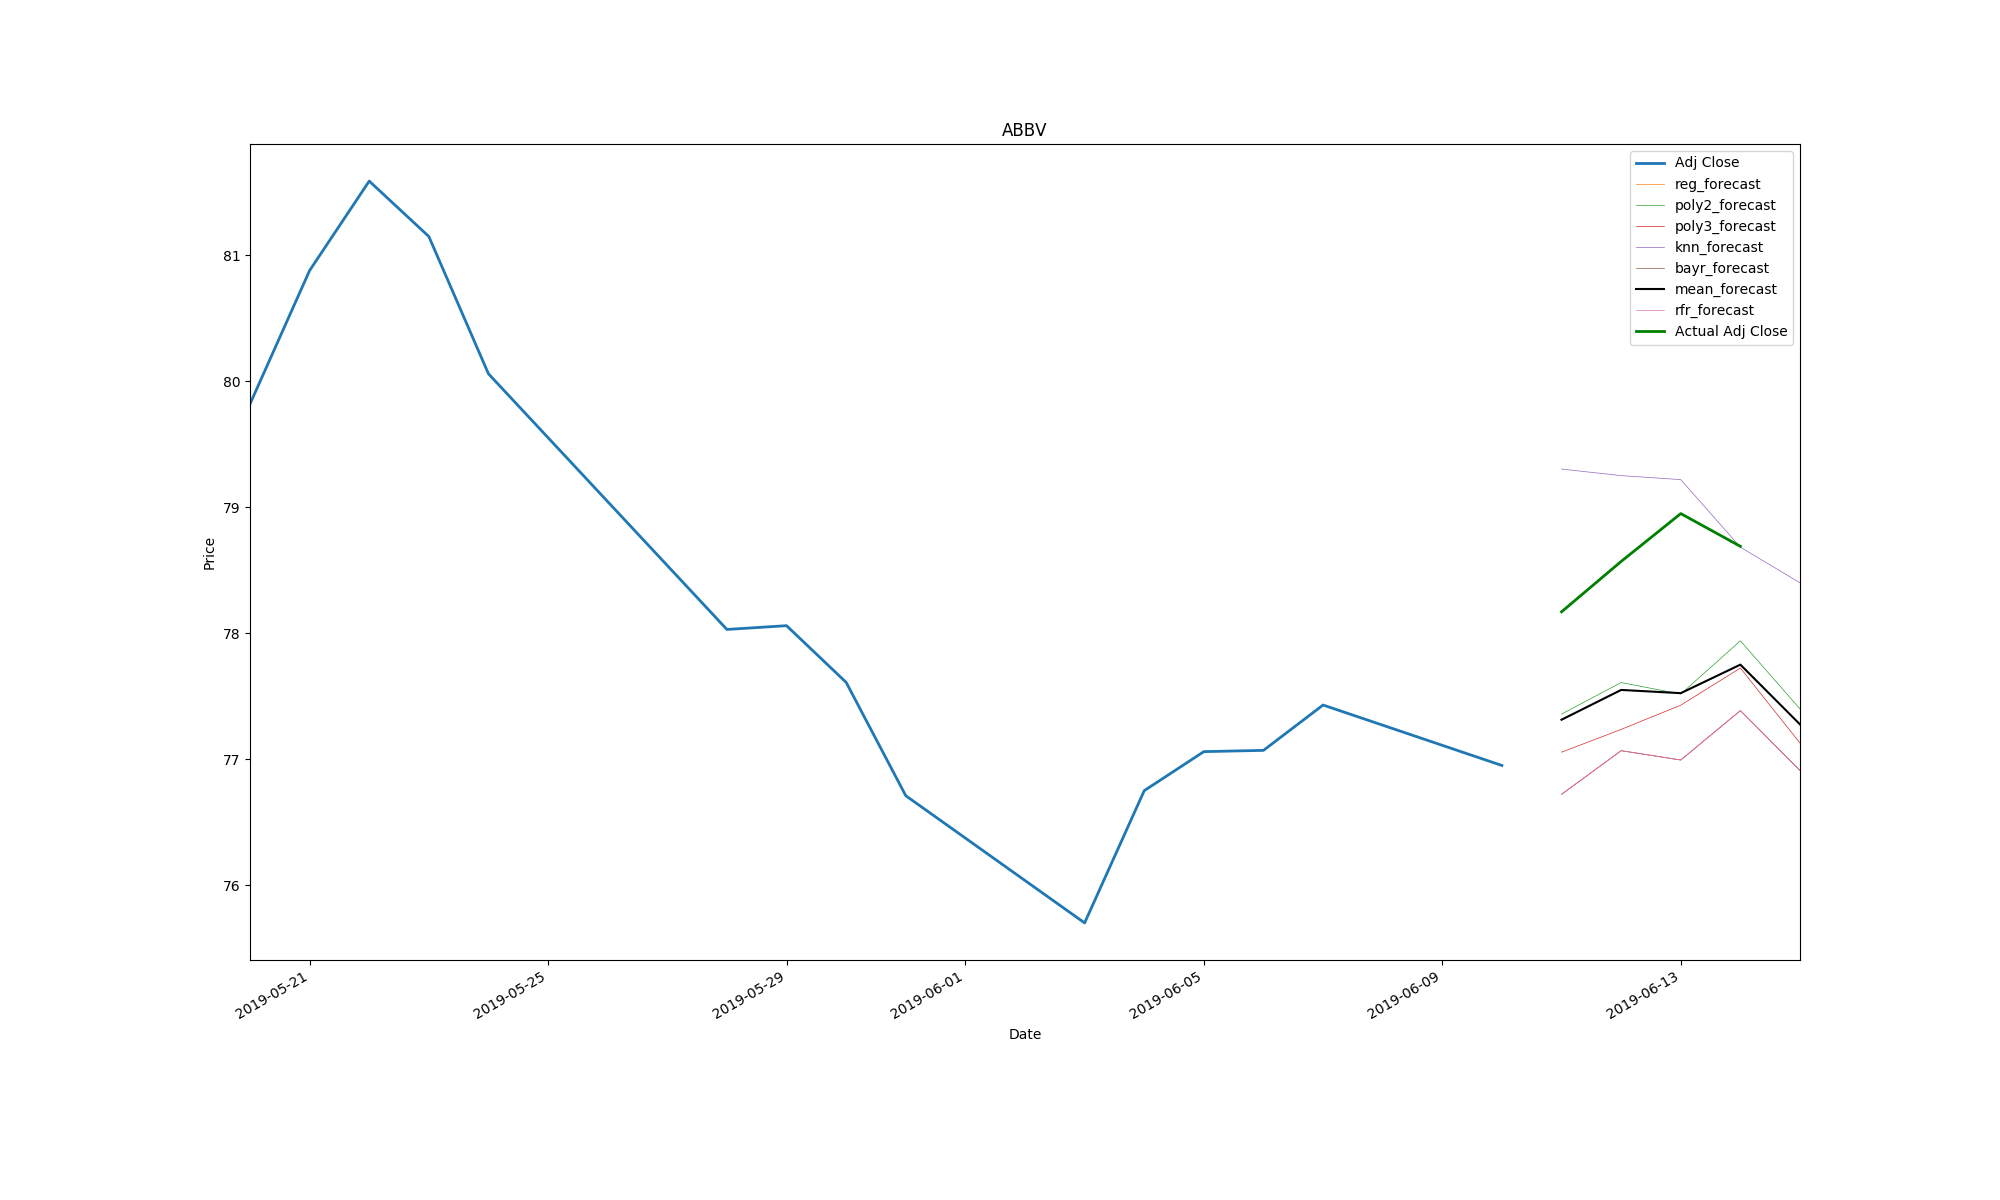 ABBV
Adj Close
reg_forecast
poly2_forecast
poly3_forecast
knn_forecast
bayr_forecast
mean_forecast
rfr_forecast
Actual Adj Close
81
80
79
78
77
76
Price
2019-05-21
2019-05-25
2019-05-29
2019-06-01
2019-06-05
2019-06-09
2019-06-13
Date